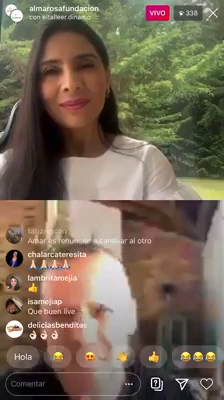 almarosafundacion
con eltalleer.dinamo
VIVO
338
Amar es renunciar a cambiar al otro
chalarcateresita
lambritamejia
isamejiap
Que buen live
deliciasbenditas
Hola
Comentar